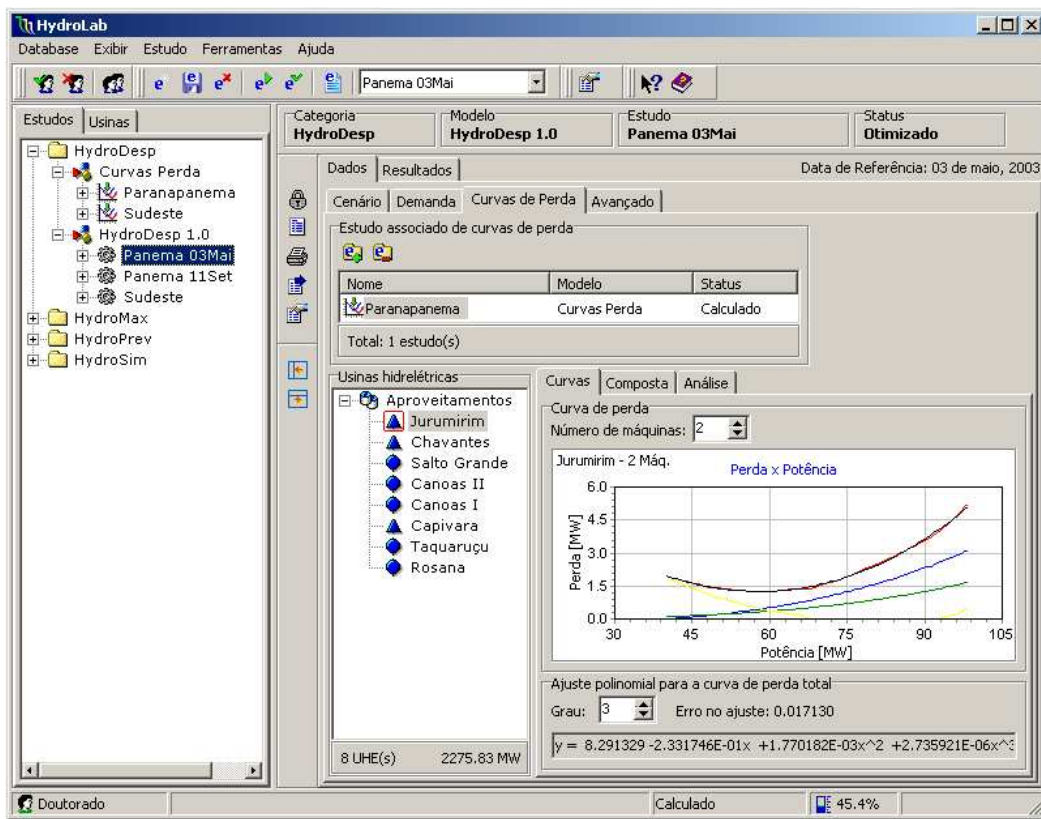 HydroLab
Database Exibir Estudo Ferramentas Ajuda
Panema 03Mai
Estudos Usinas
HydroDesp
Curvas Perda
Paranapanema
Sudeste
HydroDesp 1.0
Panema 03Mai
Panema 11Set
Sudeste
HydroMax
HydroPrev
HydroSim
Categoria Modelo Estudo Status
HydroDesp HydroDesp 1.0 Panema 03Mai Otimizado
Dados Resultados Data de Referência: 03 de maio, 2003
Cenário Demanda Curvas de Perda Avançado
Estudo associado de curvas de perda
Nome Modelo Status
Paranapanema Curvas Perda Calculado
Total: 1 estudo(s)
Usinas hidrelétricas
Aproveitamentos
Jurumirim
Chavantes
Salto Grande
Canoas II
Canoas I
Capivara
Taquaruçu
Rosana
8 UHE(s) 2275.83 MW
Curvas Composta Análise
Curva de perda
Número de máquinas: 2
Jurumirim - 2 Máq.
Perda x Potência
Perda [MW]
6.0
4.5
3.0
1.5
0.0
30 45 60 75 90 105
Potência [MW]
Ajuste polinomial para a curva de perda total
Grau: 3 Erro no ajuste: 0.017130
y = 8.291329 -2.331746E-01x +1.770182E-03x^2 +2.735921E-06x^3
Doutorado Calculado 45.4%